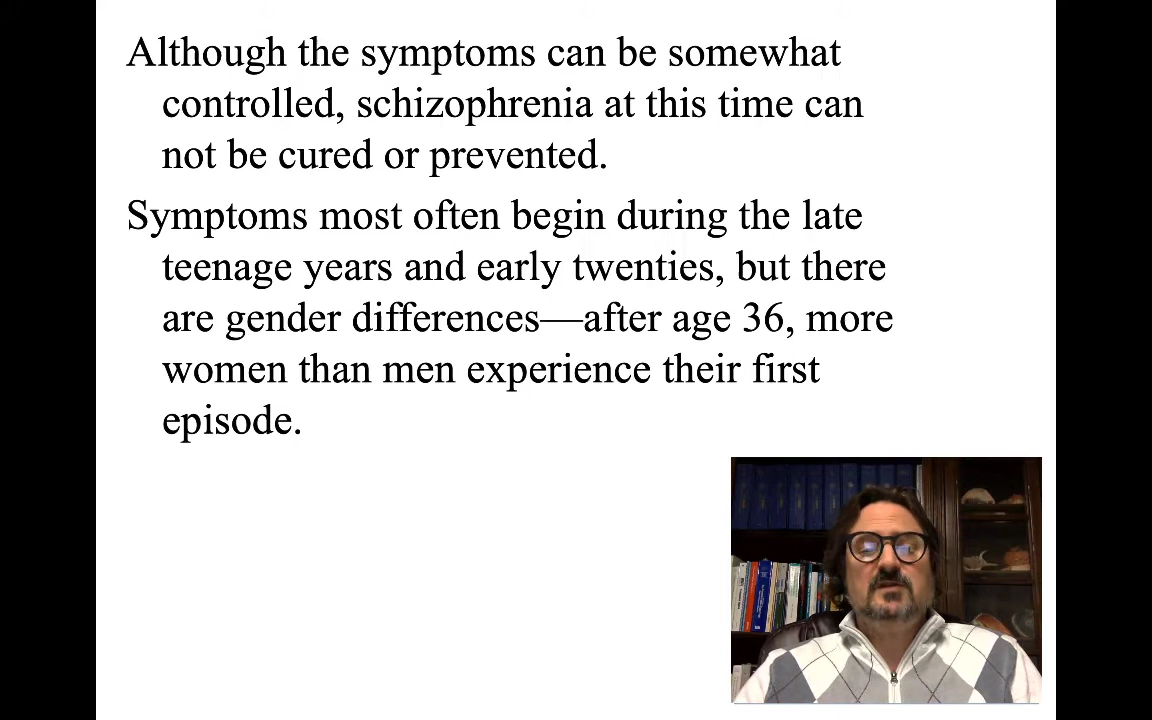 Although the symptoms can be somewhat
controlled, schizophrenia at this time can
not be cured or prevented.
Symptoms most often begin during the late
teenage years and early twenties, but there
are gender differences—after age 36, more
women than men experience their first
episode.